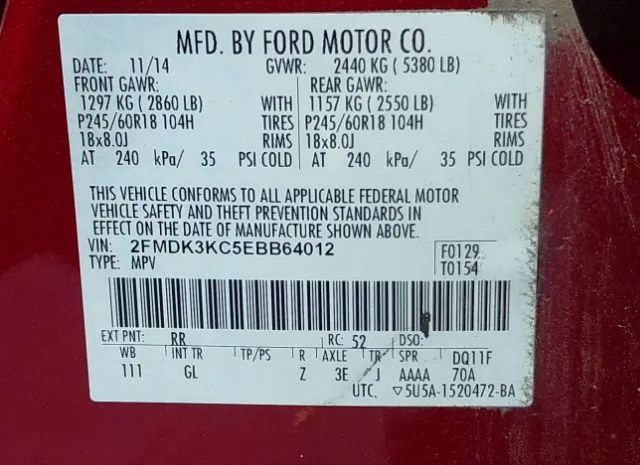 MFD. BY FORD MOTOR CO.
DATE: 11/14 GVWR: 2440 KG ( 5380 LB)
FRONT GAWR: REAR GAWR:
1297 KG ( 2860 LB) WITH 1157 KG ( 2550 LB) WITH
P245/60R18 104H TIRES P245/60R18 104H TIRES
18x8.0J RIMS 18x8.0J RIMS
AT 240 kPa/ 35 PSI COLD AT 240 kPa/ 35 PSI COLD
THIS VEHICLE CONFORMS TO ALL APPLICABLE FEDERAL MOTOR
VEHICLE SAFETY AND THEFT PREVENTION STANDARDS IN
EFFECT ON THE DATE OF MANUFACTURE SHOWN ABOVE.
VIN: 2FMDK3KC5EBB64012 F0129
TYPE: MPV T0154
EXT PNT: RR RC: 52 DSO:
WB INT TR TP/PS R AXLE TR SPR DQ11F
111 GL Z 3E J AAAA 70A
UTC ▽5U5A-1520472-BA